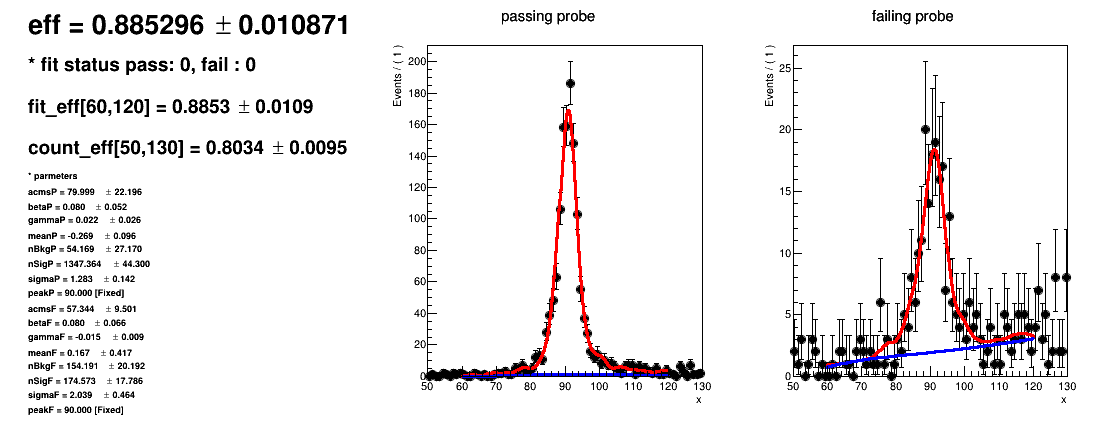 eff = 0.885296 ± 0.010871
* fit status pass: 0, fail : 0
fit_eff[60,120] = 0.8853 ± 0.0109
count_eff[50,130] = 0.8034 ± 0.0095
* parmeters
acmsP = 79.999 ± 22.196
betaP = 0.080 ± 0.052
gammaP = 0.022 ± 0.026
meanP = -0.269 ± 0.096
nBkgP = 54.169 ± 27.170
nSigP = 1347.364 ± 44.300
sigmaP = 1.283 ± 0.142
peakP = 90.000 [Fixed]
acmsF = 57.344 ± 9.501
betaF = 0.080 ± 0.066
gammaF = -0.015 ± 0.009
meanF = 0.167 ± 0.417
nBkgF = 154.191 ± 20.192
nSigF = 174.573 ± 17.786
sigmaF = 2.039 ± 0.464
peakF = 90.000 [Fixed]
passing probe
Events / ( 1 )
200
180
160
140
120
100
80
60
40
20
0
50 60 70 80 90 100 110 120 130
x
failing probe
Events / ( 1 )
25
20
15
10
5
0
50 60 70 80 90 100 110 120 130
x